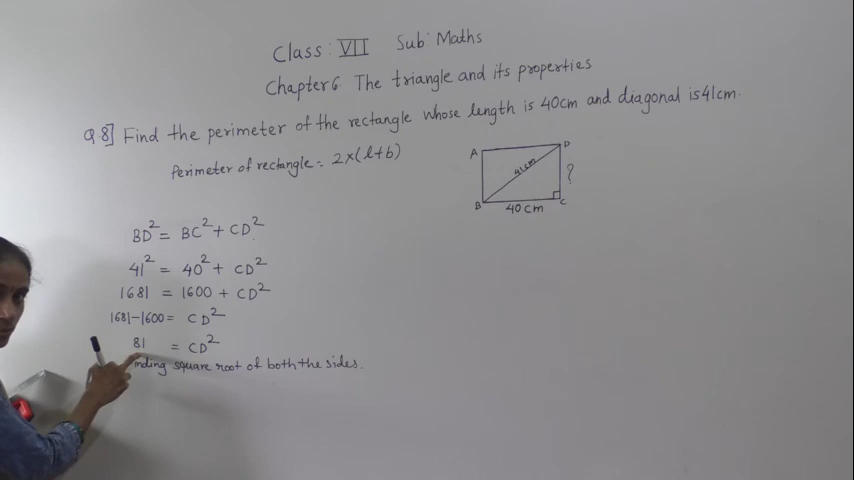 Class: VII Sub: Maths
Chapter 6 The triangle and its properties
Q.8] Find the perimeter of the rectangle whose length is 40cm and diagonal is 41cm.
Perimeter of rectangle = 2×(l+b)
A D
41cm ?
B C
40 cm
BD² = BC² + CD²
41² = 40² + CD²
1681 = 1600 + CD²
1681-1600 = CD²
81 = CD²
square root of both the sides.